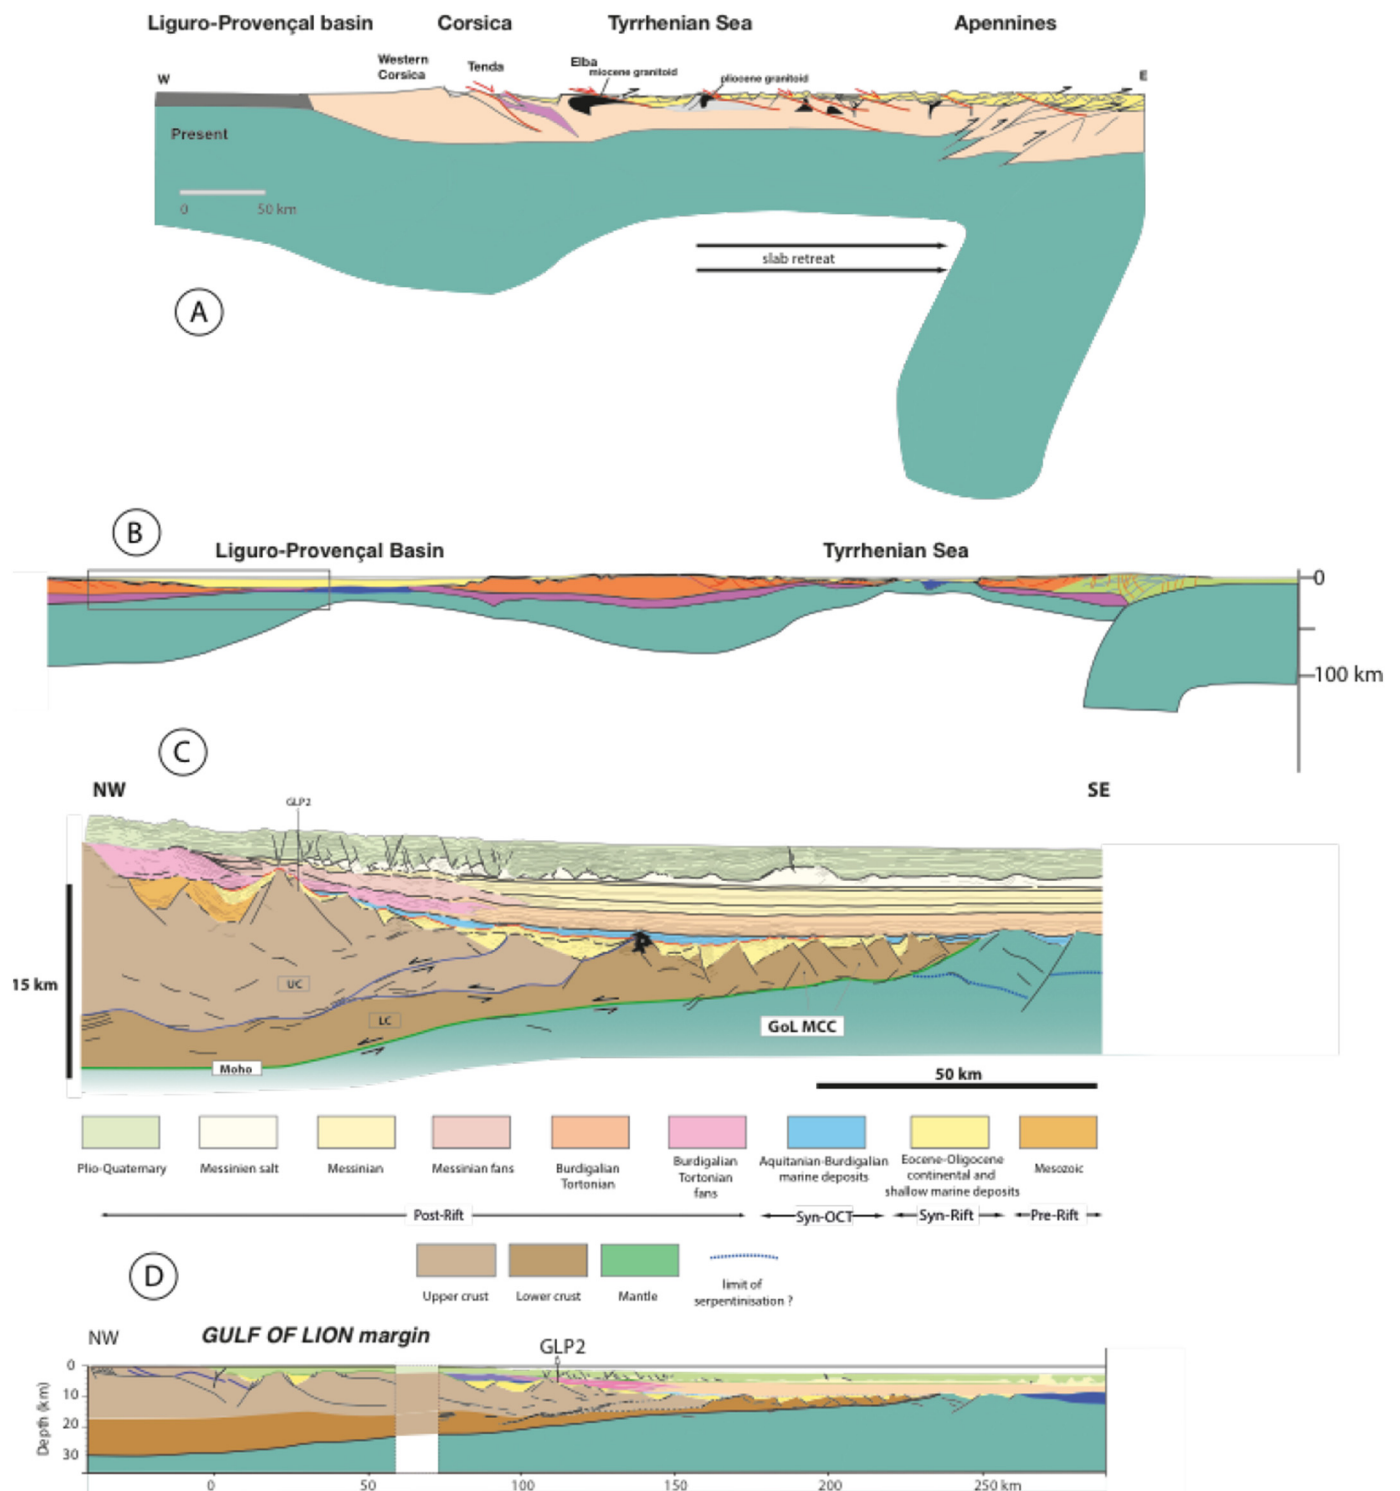 Liguro-Provençal basin
Corsica
Tyrrhenian Sea
Apennines
Western
Corsica
Tenda
Elba
miocene granitoid
pliocene granitoid
W
E
Present
0 50 km
slab retreat
A
B
Liguro-Provençal Basin
Tyrrhenian Sea
0
100 km
C
NW
SE
GLP2
15 km
UC
LC
GoL MCC
Moho
50 km
Plio-Quaternary
Messinien salt
Messinian
Messinian fans
Burdigalian
Tortonian
Burdigalian
Tortonian
fans
Aquitanian-Burdigalian
marine deposits
Eocene-Oligocene
continental and
shallow marine deposits
Mesozoic
Post-Rift
Syn-OCT
Syn-Rift
Pre-Rift
Upper crust
Lower crust
Mantle
limit of
serpentinisation ?
D
NW
GULF OF LION margin
GLP2
Depth (km)
0
10
20
30
0 50 100 150 200 250 km